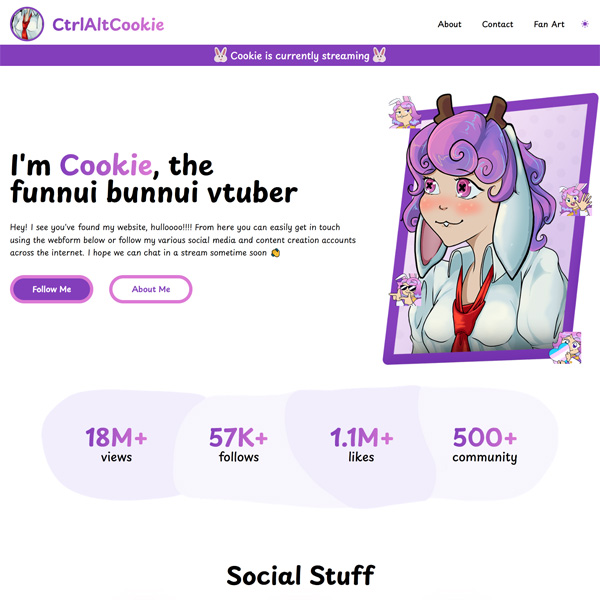 CtrlAltCookie
About
Contact
Fan Art
Cookie is currently streaming
I'm Cookie, the
funnui bunnui vtuber
Hey! I see you've found my website, hulloooo!!!! From here you can easily get in touch
using the webform below or follow my various social media and content creation accounts
across the internet. I hope we can chat in a stream sometime soon
Follow Me
About Me
18M+
views
57K+
follows
1.1M+
likes
500+
community
Social Stuff